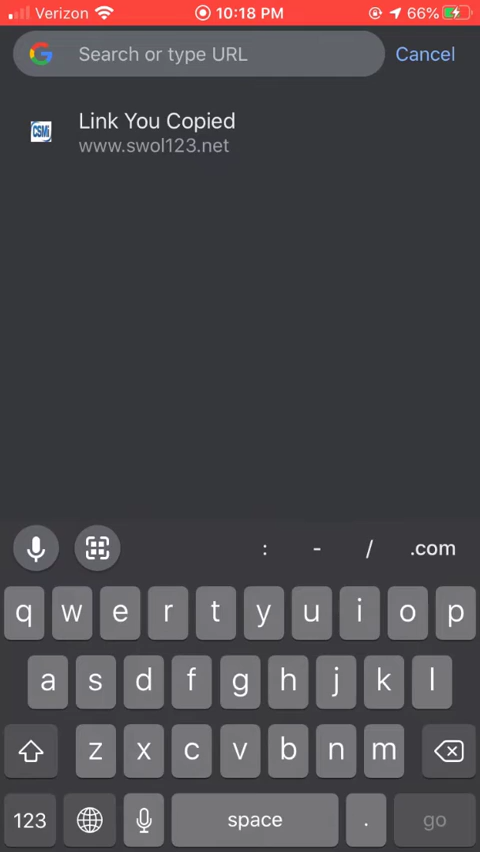 Verizon 10:18 PM 66%
Search or type URL Cancel
CSMi Link You Copied
www.swol123.net
: - / .com
q w e r t y u i o p
a s d f g h j k l
z x c v b n m
123 space . go